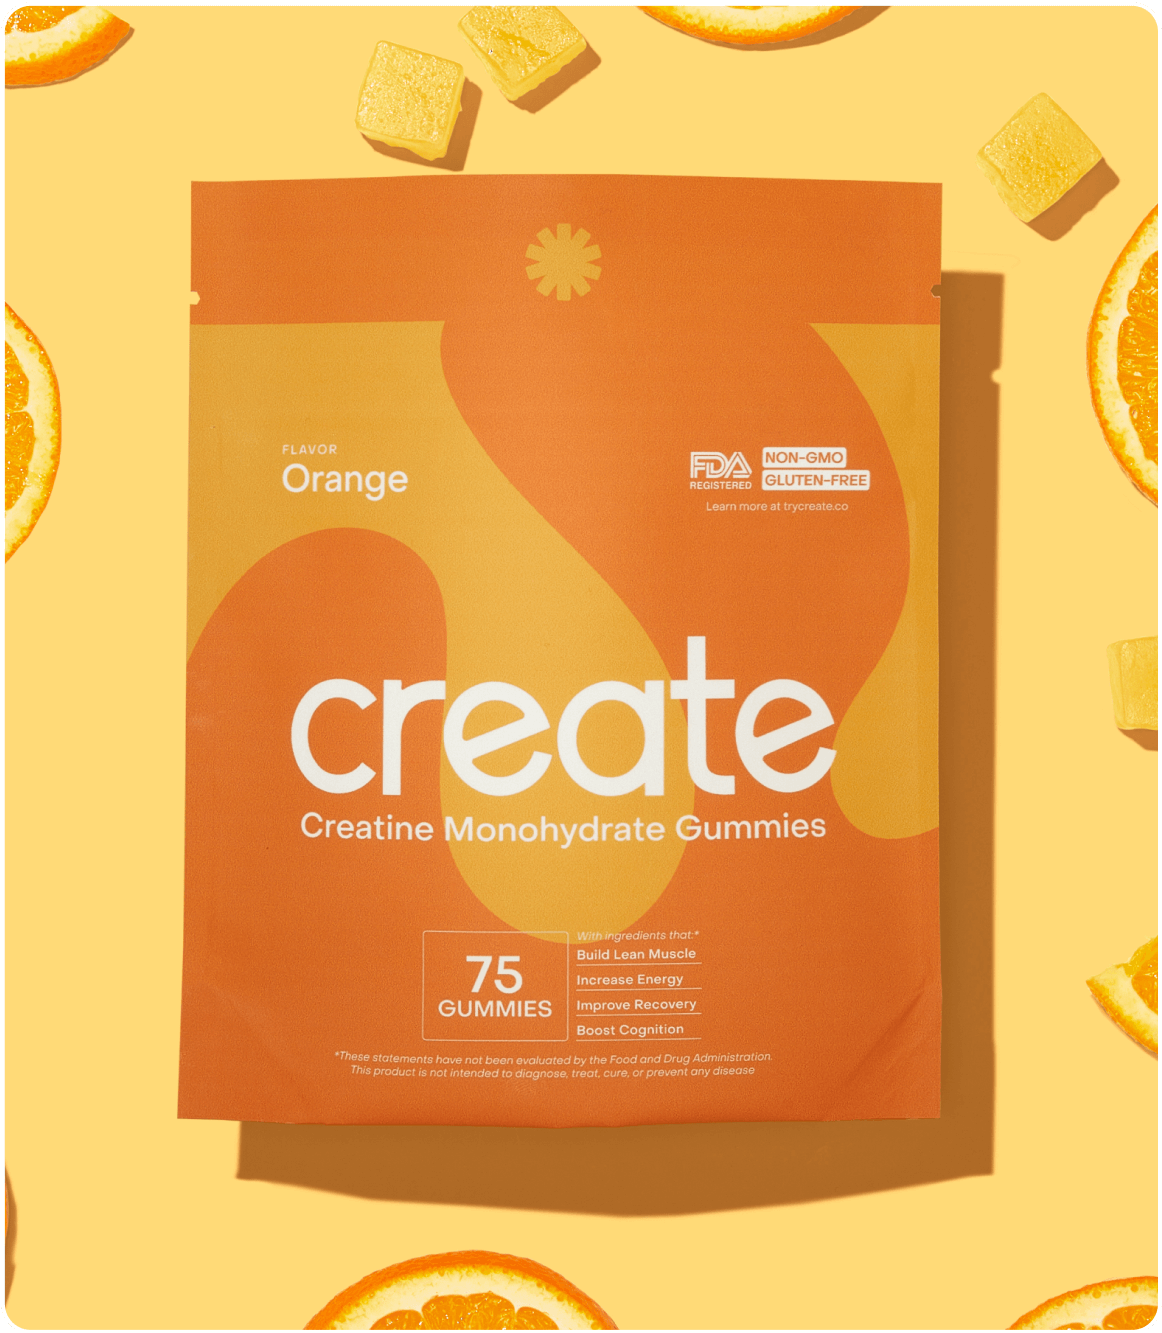 FLAVOR
Orange
FDA
REGISTERED
NON-GMO
GLUTEN-FREE
Learn more at trycreate.co
create
Creatine Monohydrate Gummies
75
GUMMIES
With ingredients that:*
Build Lean Muscle
Increase Energy
Improve Recovery
Boost Cognition
*These statements have not been evaluated by the Food and Drug Administration.
This product is not intended to diagnose, treat, cure, or prevent any disease